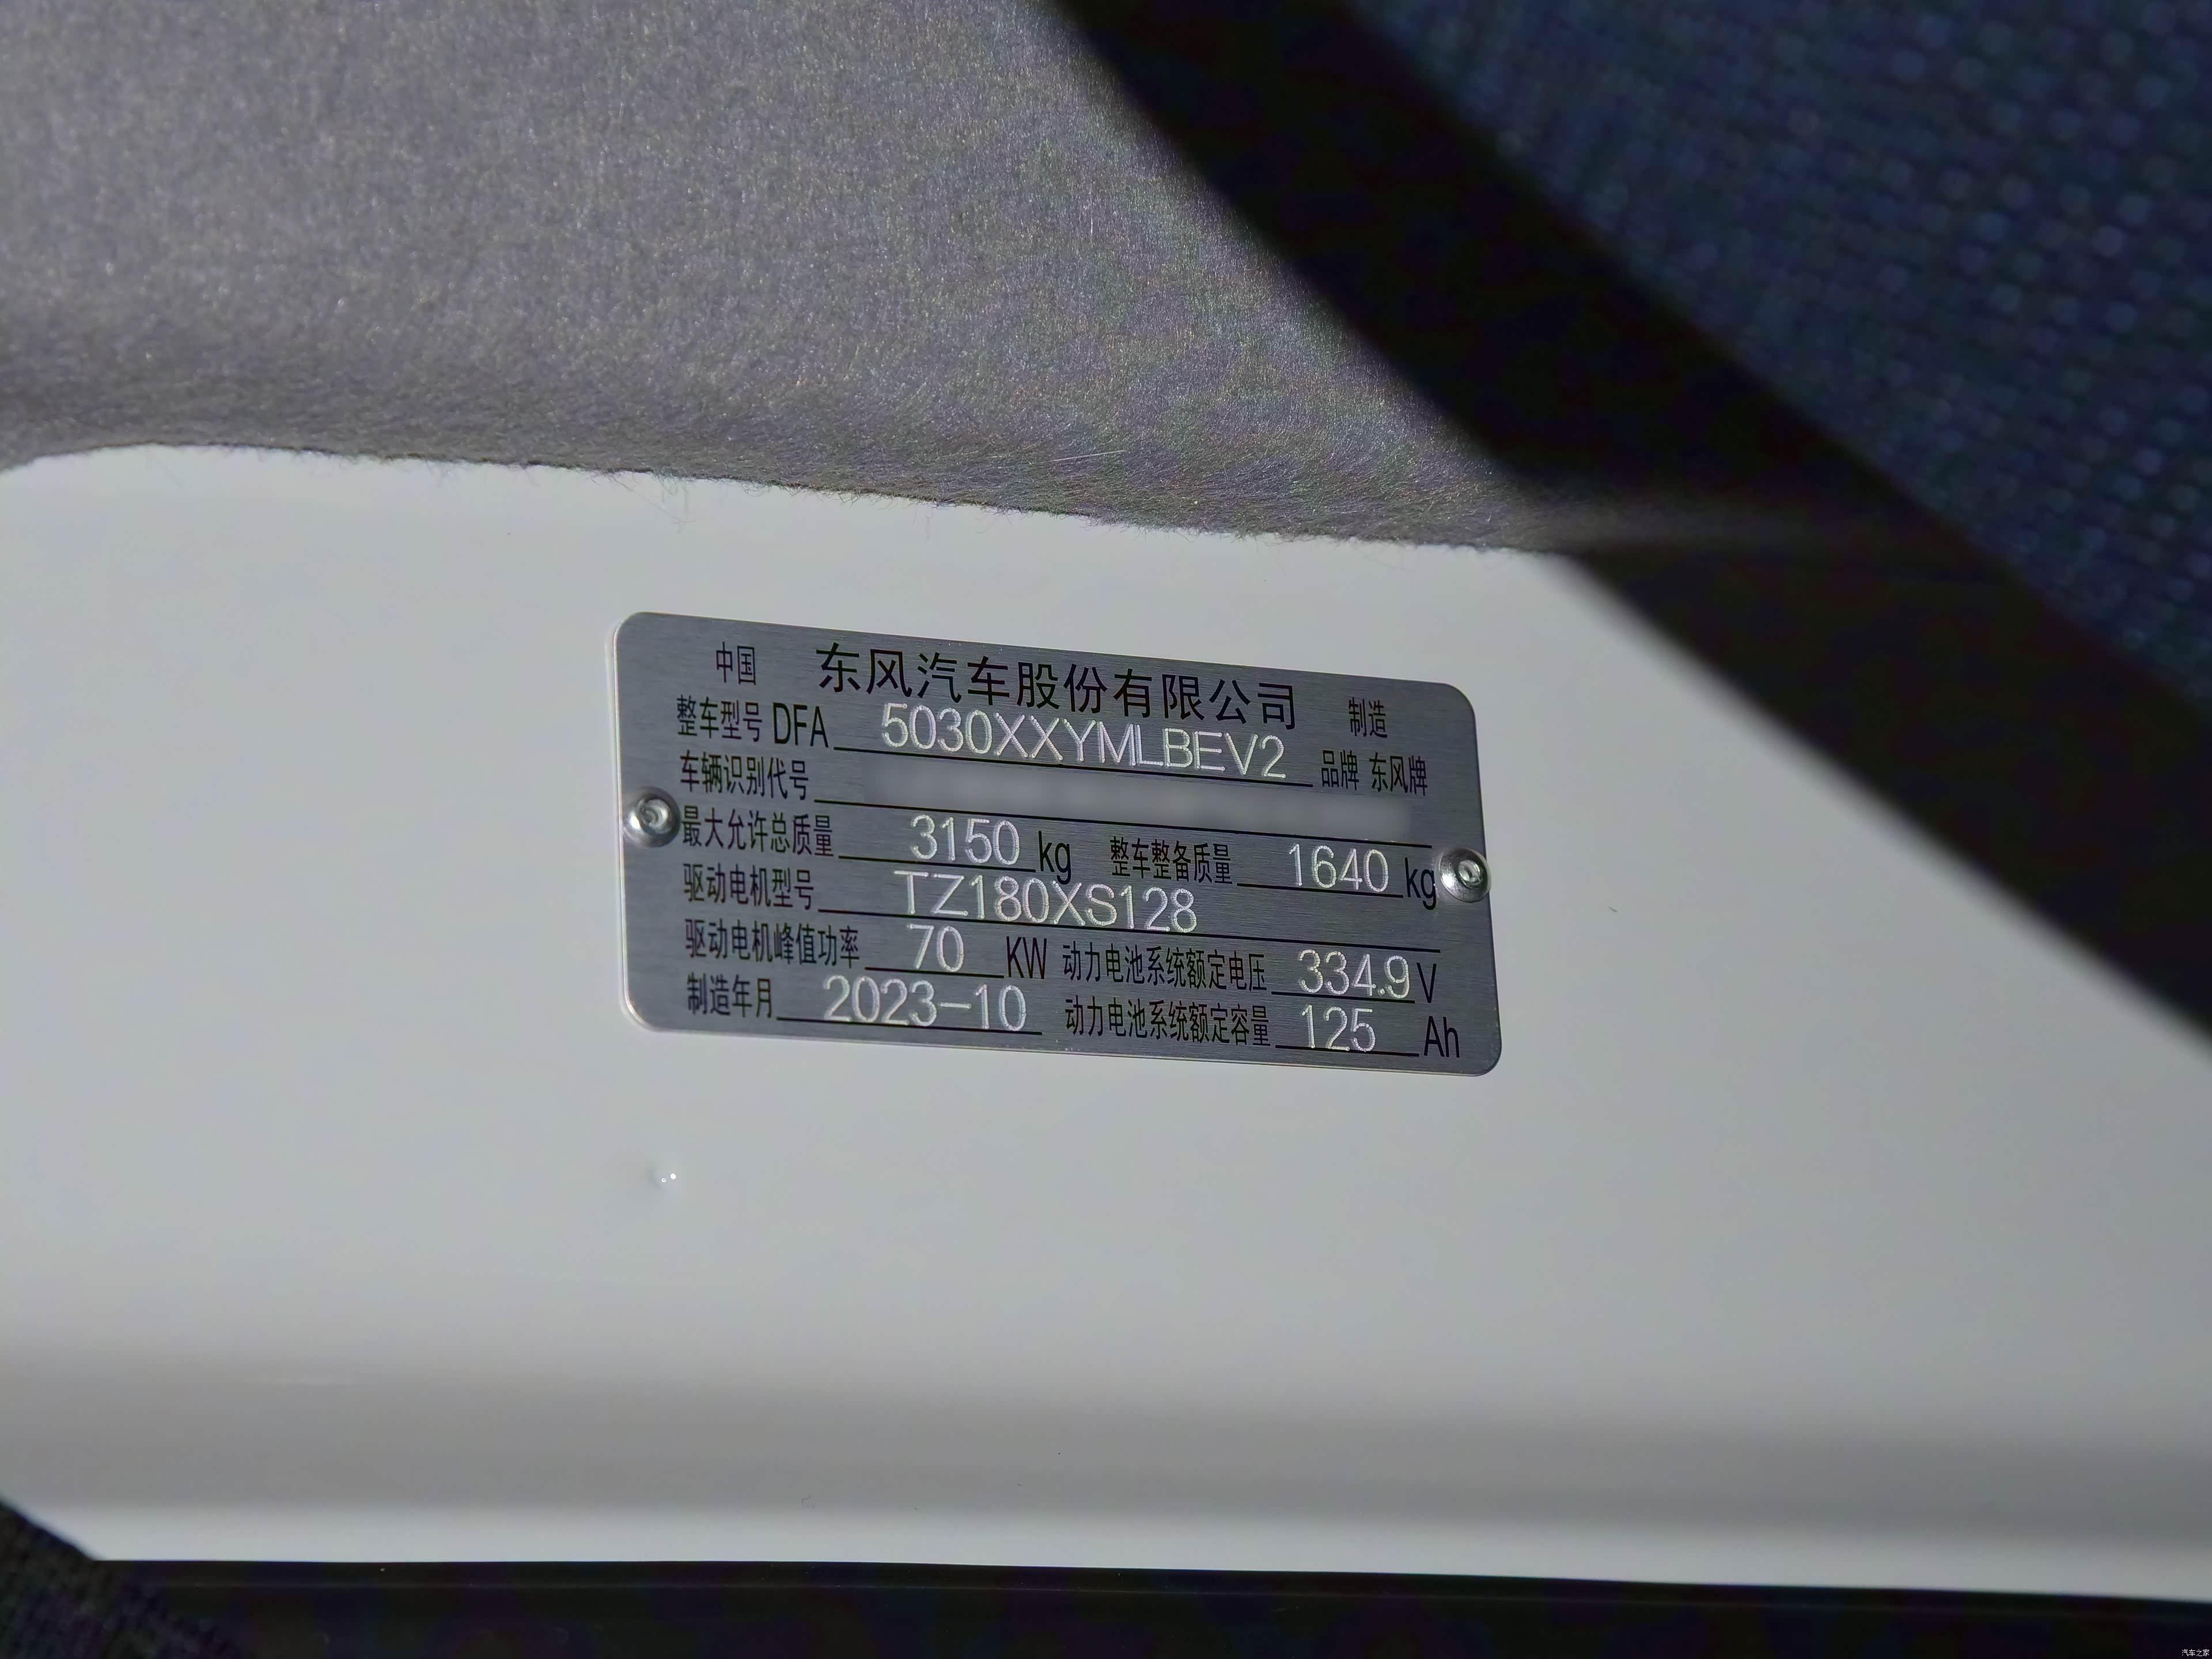 中国 东风汽车股份有限公司 制造
整车型号 DFA 5030XXYMLBEV2 品牌 东风牌
车辆识别代号
最大允许总质量 3150 kg 整车整备质量 1640 kg
驱动电机型号 TZ180XS128
驱动电机峰值功率 70 KW 动力电池系统额定电压 334.9 V
制造年月 2023-10 动力电池系统额定容量 125 Ah
汽车之家